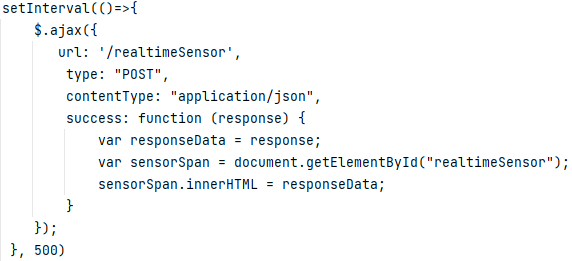 setInterval(()=>{
    $.ajax({
       url: '/realtimeSensor',
        type: "POST",
        contentType: "application/json",
        success: function (response) {
            var responseData = response;
            var sensorSpan = document.getElementById("realtimeSensor");
            sensorSpan.innerHTML = responseData;
        }
    });
 }, 500)